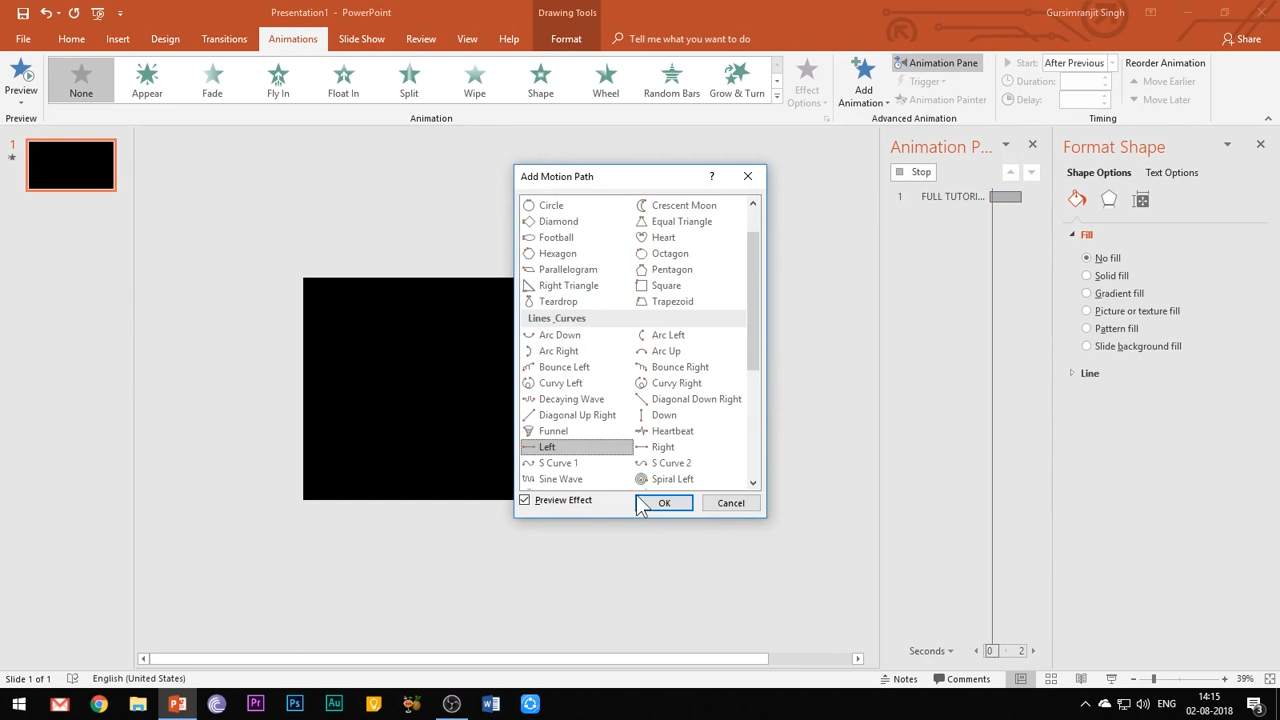 Presentation1 - PowerPoint
Drawing Tools
Gursimranjit Singh
File
Home
Insert
Design
Transitions
Animations
Slide Show
Review
View
Help
Format
Tell me what you want to do
Share
Preview
None
Appear
Fade
Fly In
Float In
Split
Wipe
Shape
Wheel
Random Bars
Grow & Turn
Effect
Options
Add
Animation
Animation Pane
Trigger
Animation Painter
Start: After Previous
Duration:
Delay:
Reorder Animation
Move Earlier
Move Later
Preview
Animation
Advanced Animation
Timing
1
Add Motion Path
?
Circle
Crescent Moon
Diamond
Equal Triangle
Football
Heart
Hexagon
Octagon
Parallelogram
Pentagon
Right Triangle
Square
Teardrop
Trapezoid
Lines_Curves
Arc Down
Arc Left
Arc Right
Arc Up
Bounce Left
Bounce Right
Curvy Left
Curvy Right
Decaying Wave
Diagonal Down Right
Diagonal Up Right
Down
Funnel
Heartbeat
Left
Right
S Curve 1
S Curve 2
Sine Wave
Spiral Left
Preview Effect
OK
Cancel
Animation P...
Stop
1 FULL TUTORI...
Seconds
0
2
Format Shape
Shape Options
Text Options
Fill
No fill
Solid fill
Gradient fill
Picture or texture fill
Pattern fill
Slide background fill
Line
Slide 1 of 1
English (United States)
Notes
Comments
39%
Pr
Ps
Au
ENG
14:15
02-08-2018
3